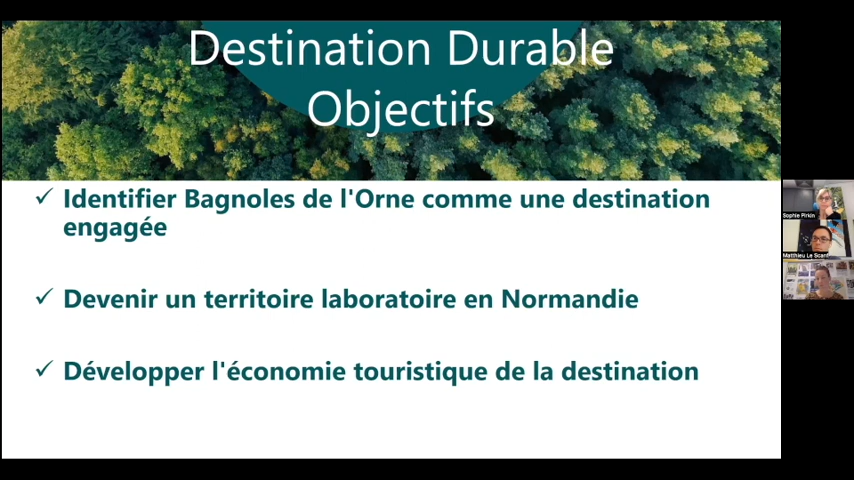 Destination Durable
Objectifs
✓ Identifier Bagnoles de l'Orne comme une destination
engagée
✓ Devenir un territoire laboratoire en Normandie
✓ Développer l'économie touristique de la destination
Sophie Pirkin
Matthieu Le Scant